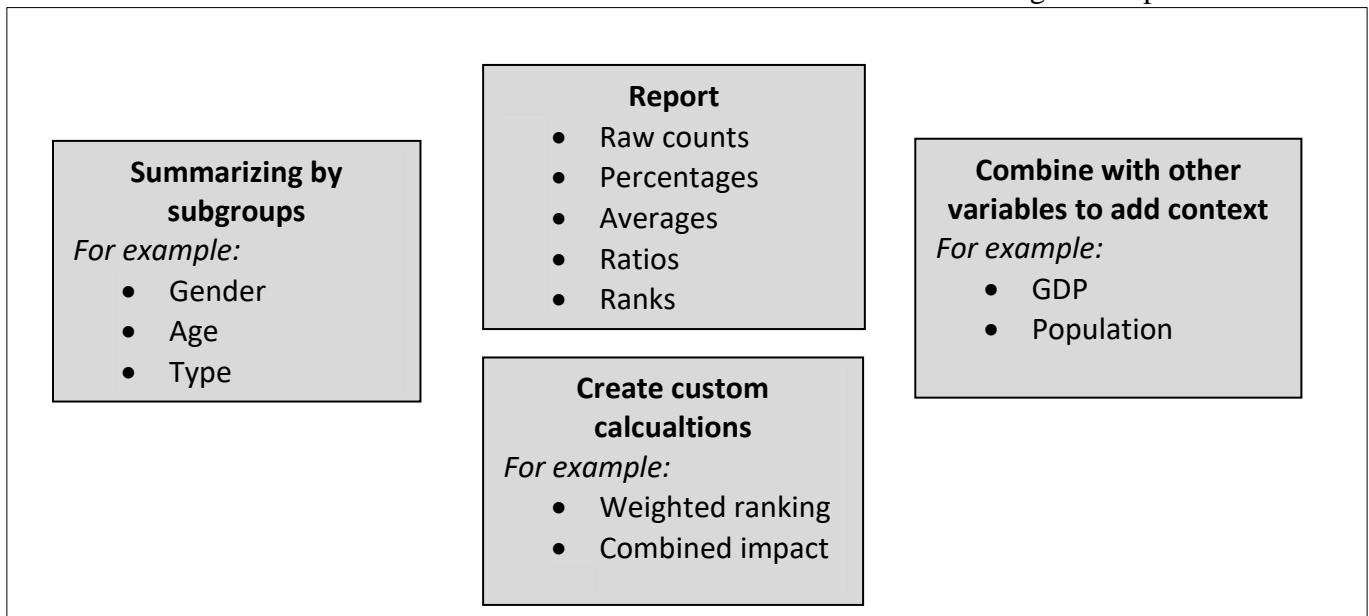 Summarizing by
subgroups
For example:
• Gender
• Age
• Type
Report
• Raw counts
• Percentages
• Averages
• Ratios
• Ranks
Create custom
calcualtions
For example:
• Weighted ranking
• Combined impact
Combine with other
variables to add context
For example:
• GDP
• Population